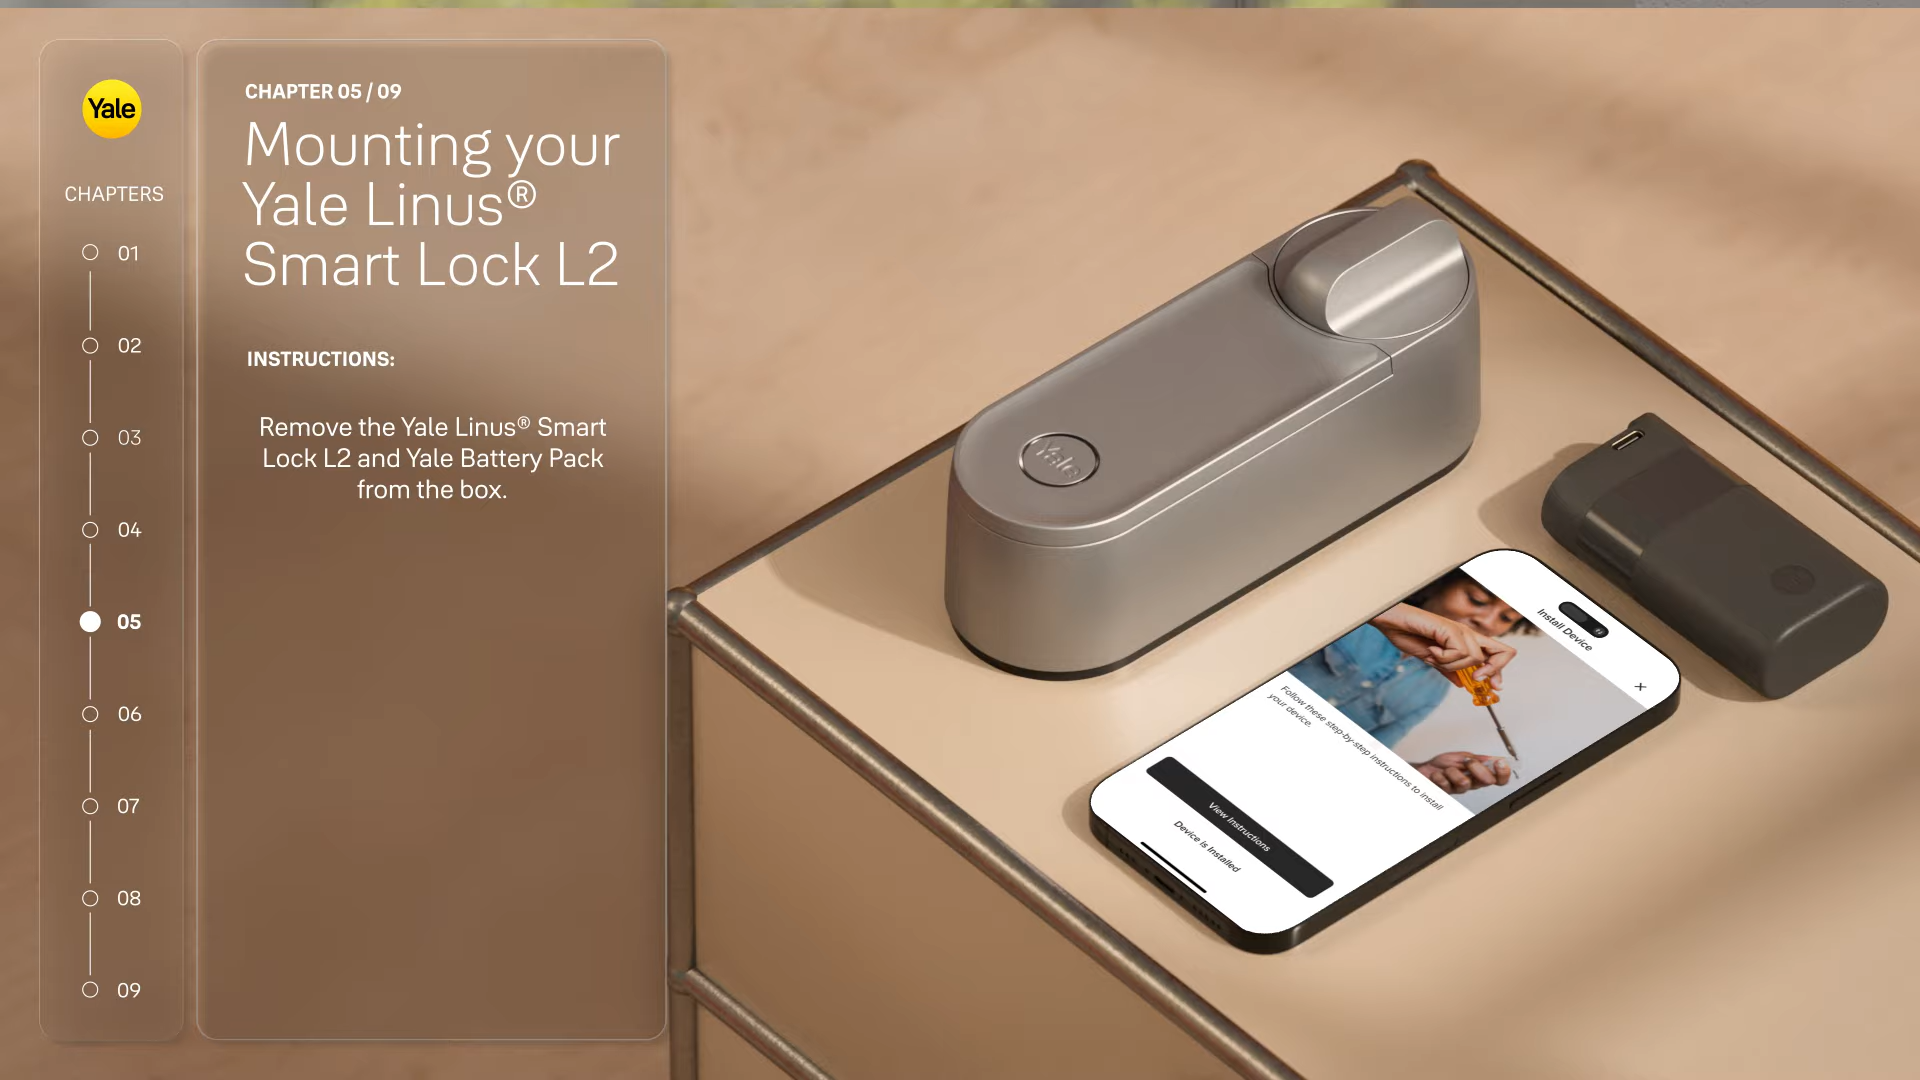 Yale
CHAPTERS
01
02
03
04
05
06
07
08
09
CHAPTER 05 / 09
Mounting your
Yale Linus®
Smart Lock L2
INSTRUCTIONS:
Remove the Yale Linus® Smart
Lock L2 and Yale Battery Pack
from the box.
Yale
Install Device
Follow these step-by-step instructions to install
your device.
View Instructions
Device is Installed